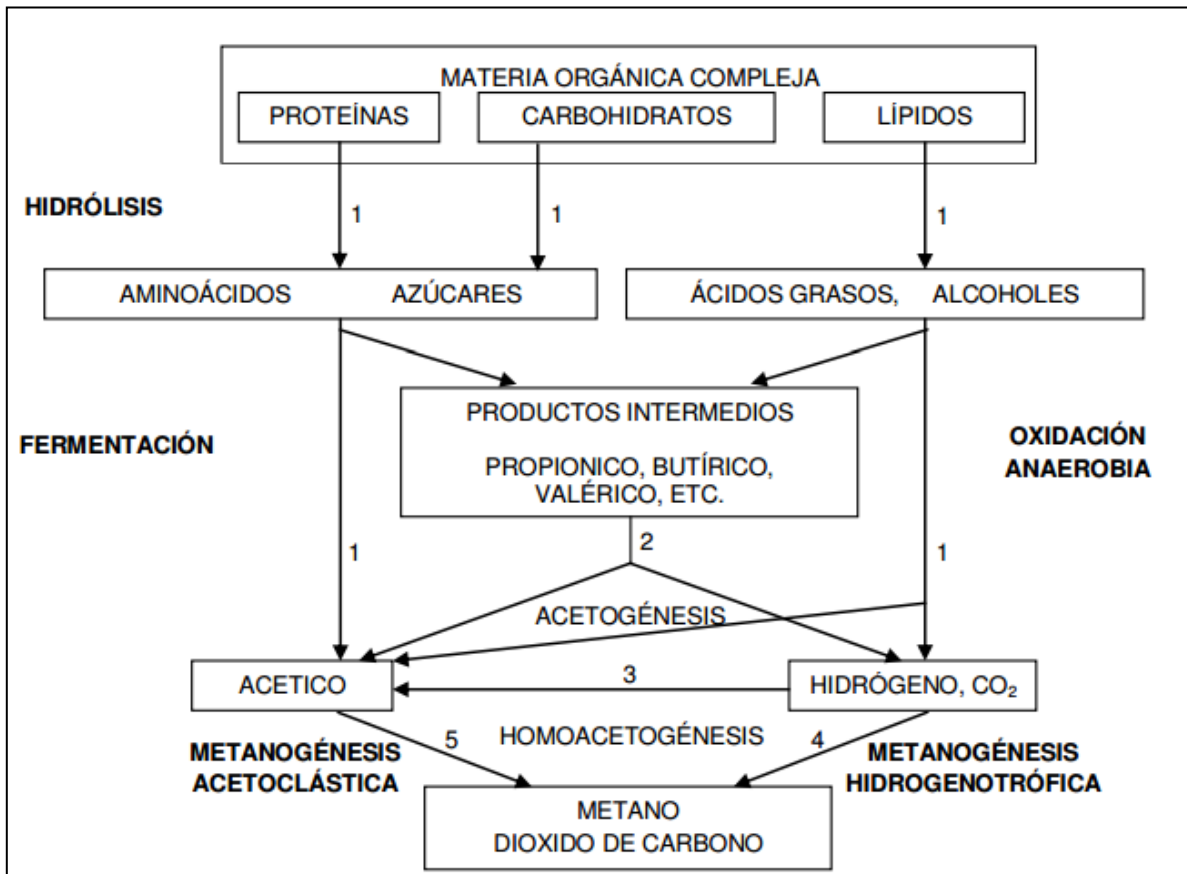 MATERIA ORGÁNICA COMPLEJA
PROTEÍNAS CARBOHIDRATOS LÍPIDOS
HIDRÓLISIS 1 1 1
AMINOÁCIDOS AZÚCARES ÁCIDOS GRASOS, ALCOHOLES
PRODUCTOS INTERMEDIOS
FERMENTACIÓN
PROPIONICO, BUTÍRICO,
VALÉRICO, ETC.
OXIDACIÓN
ANAEROBIA
1 2 1
ACETOGÉNESIS
ACETICO 3 HIDRÓGENO, CO₂
5 HOMOACETOGÉNESIS 4
METANOGÉNESIS
ACETOCLÁSTICA
METANOGÉNESIS
HIDROGENOTRÓFICA
METANO
DIOXIDO DE CARBONO